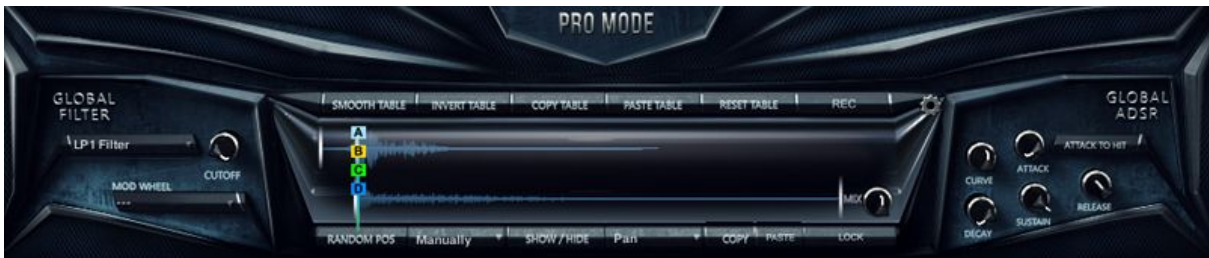 PRO MODE
GLOBAL
FILTER
LP1 Filter
CUTOFF
MOD WHEEL
---
SMOOTH TABLE INVERT TABLE COPY TABLE PASTE TABLE RESET TABLE REC
A
B
C
D
MIX
RANDOM POS Manually SHOW/HIDE Pan COPY PASTE LOCK
GLOBAL
ADSR
ATTACK TO HIT
CURVE ATTACK
DECAY SUSTAIN RELEASE